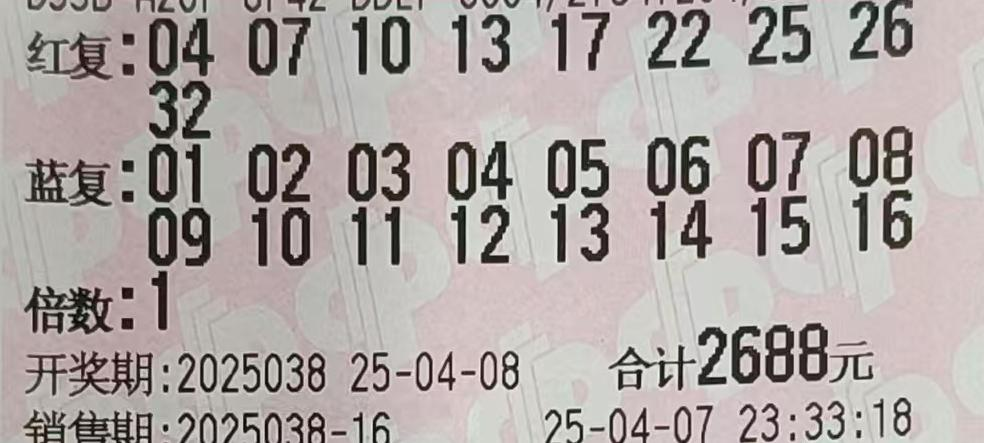 红复:04 07 10 13 17 22 25 26
32
蓝复:01 02 03 04 05 06 07 08
09 10 11 12 13 14 15 16
倍数:1
开奖期:2025038 25-04-08 合计2688元
销售期:2025038-16 25-04-07 23:33:18